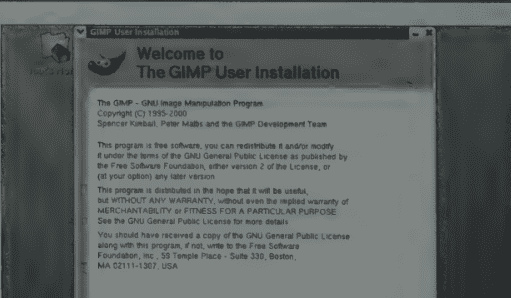 GIMP User Installation
Welcome to
The GIMP User Installation
The GIMP - GNU Image Manipulation Program
Copyright (C) 1995-2000
Spencer Kimball, Peter Mattis and the GIMP Development Team
This program is free software; you can redistribute it and/or modify
it under the terms of the GNU General Public License as published by
the Free Software Foundation; either version 2 of the License, or
(at your option) any later version.
This program is distributed in the hope that it will be useful,
but WITHOUT ANY WARRANTY; without even the implied warranty of
MERCHANTABILITY or FITNESS FOR A PARTICULAR PURPOSE.
See the GNU General Public License for more details.
You should have received a copy of the GNU General Public License
along with this program; if not, write to the Free Software
Foundation, Inc., 59 Temple Place - Suite 330, Boston,
MA 02111-1307, USA.